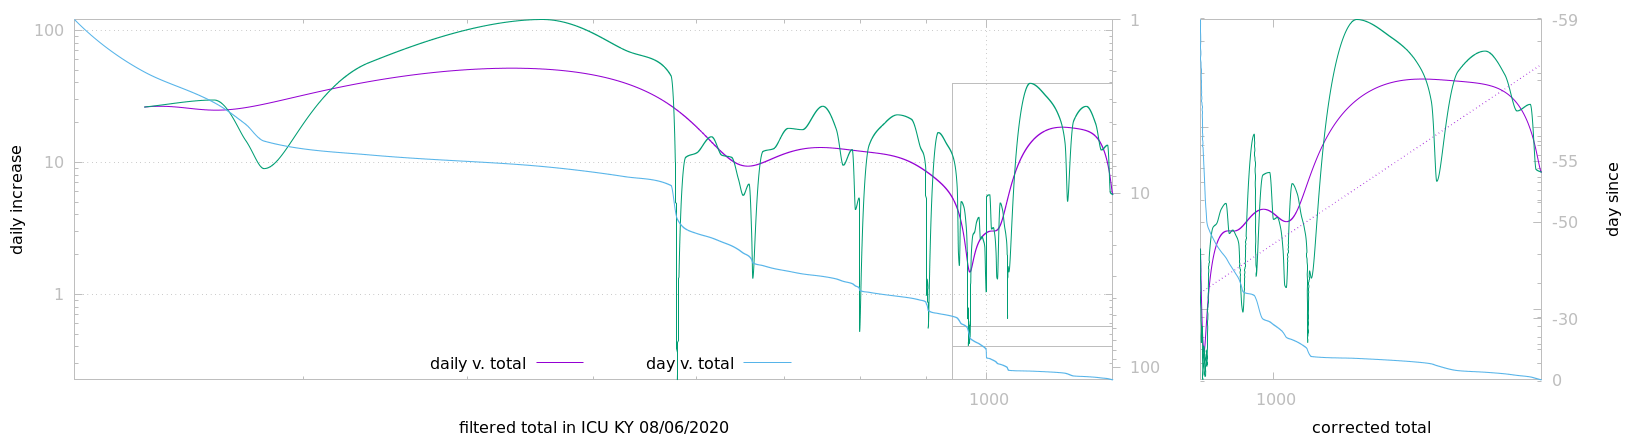 100
10
1
daily increase
daily v. total
day v. total
1
10
100
1000
filtered total in ICU KY 08/06/2020
-59
-55
-50
-30
0
day since
1000
corrected total